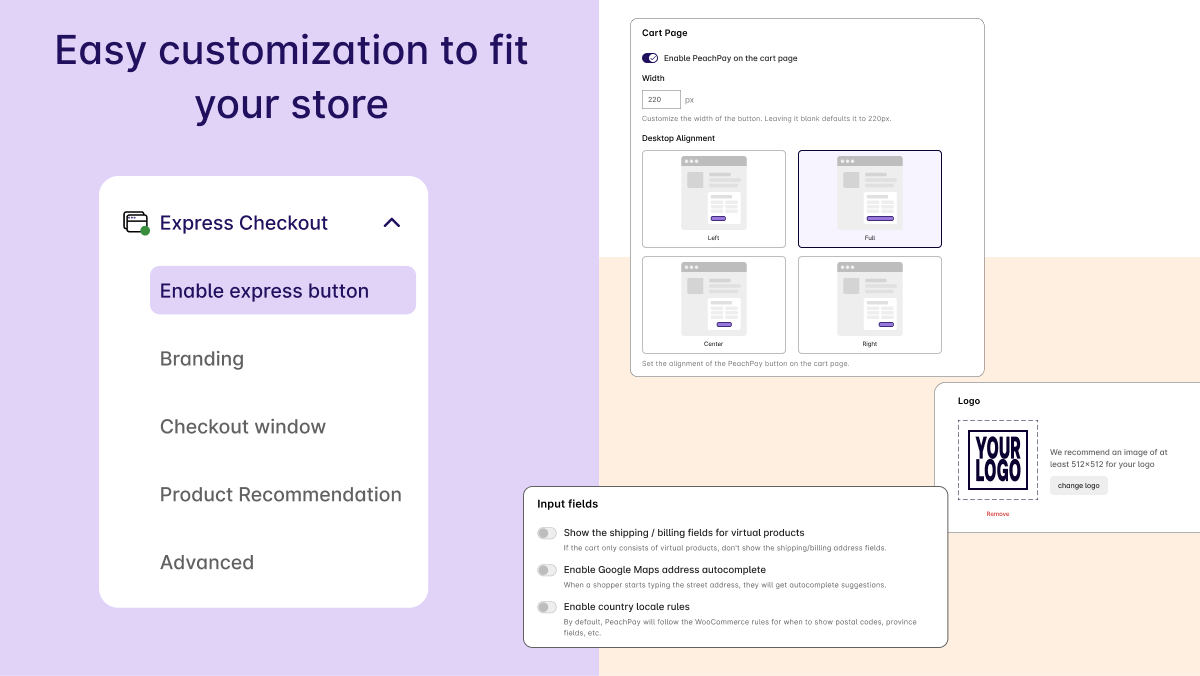 Easy customization to fit
your store
Express Checkout
Enable express button
Branding
Checkout window
Product Recommendation
Advanced
Cart Page
Enable PeachPay on the cart page
Width
220 px
Customize the width of the button. Leaving it blank defaults it to 220px.
Desktop Alignment
Left Full
Center Right
Set the alignment of the PeachPay button on the cart page.
Logo
YOUR
LOGO
We recommend an image of at
least 512×512 for your logo
change logo
Remove
Input fields
Show the shipping / billing fields for virtual products
If the cart only consists of virtual products, don't show the shipping/billing address fields.
Enable Google Maps address autocomplete
When a shopper starts typing the street address, they will get autocomplete suggestions.
Enable country locale rules
By default, PeachPay will follow the WooCommerce rules for when to show postal codes, province
fields, etc.